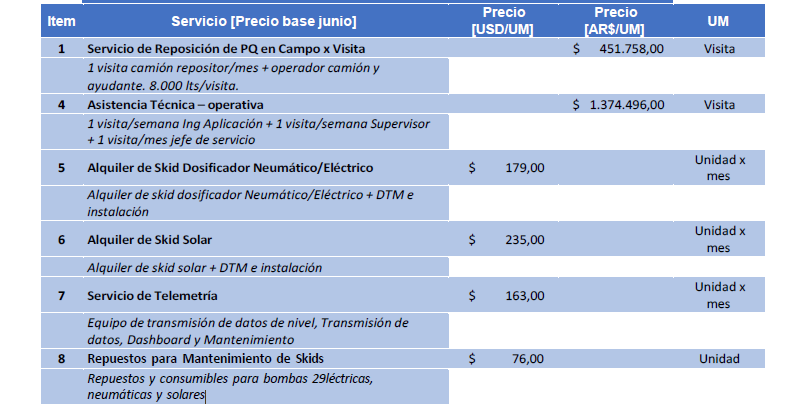 Item Servicio [Precio base junio] Precio [USD/UM] Precio [AR$/UM] UM
1 Servicio de Reposición de PQ en Campo x Visita $ 451.758,00 Visita
1 visita camión repositor/mes + operador camión y
ayudante. 8.000 lts/visita.
4 Asistencia Técnica – operativa $ 1.374.496,00 Visita
1 visita/semana Ing Aplicación + 1 visita/semana Supervisor
+ 1 visita/mes jefe de servicio
5 Alquiler de Skid Dosificador Neumático/Eléctrico $ 179,00 Unidad x mes
Alquiler de skid dosificador Neumático/Eléctrico + DTM e
instalación
6 Alquiler de Skid Solar $ 235,00 Unidad x mes
Alquiler de skid solar + DTM e instalación
7 Servicio de Telemetría $ 163,00 Unidad x mes
Equipo de transmisión de datos de nivel, Transmisión de
datos, Dashboard y Mantenimiento
8 Repuestos para Mantenimiento de Skids $ 76,00 Unidad
Repuestos y consumibles para bombas 29léctricas,
neumáticas y solares